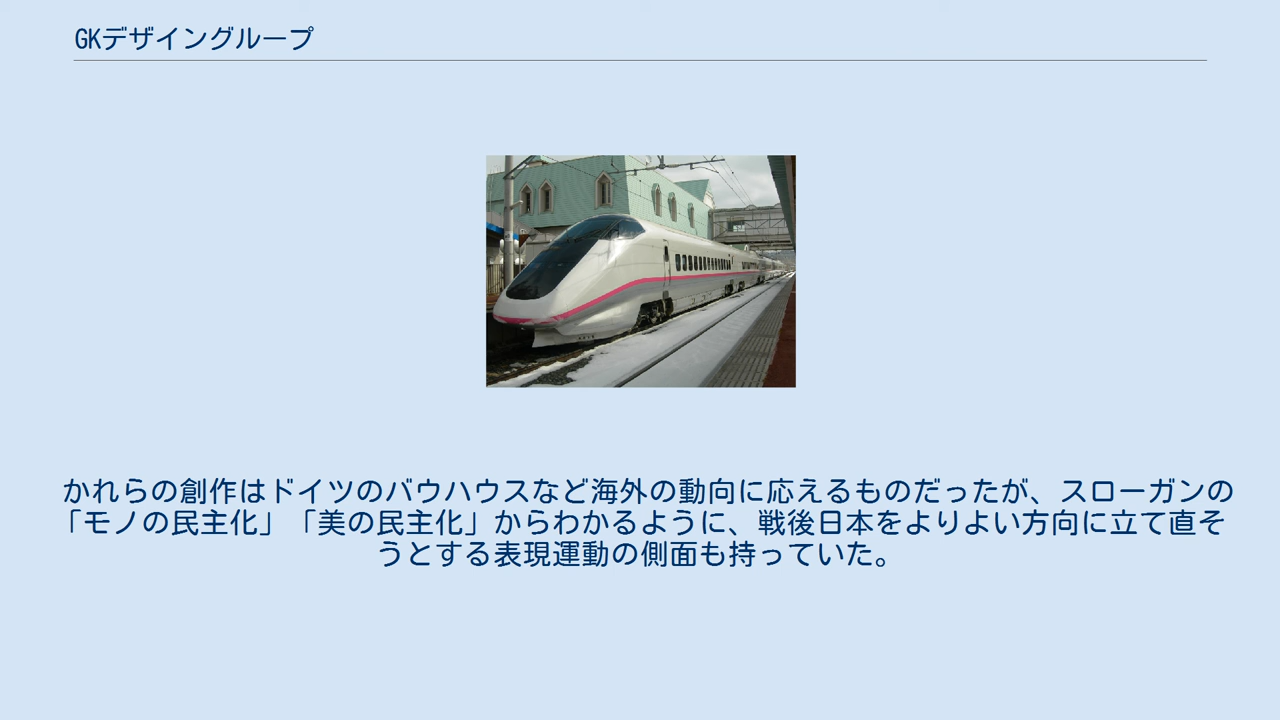 GKデザイングループ
かれらの創作はドイツのバウハウスなど海外の動向に応えるものだったが、スローガンの
「モノの民主化」「美の民主化」からわかるように、戦後日本をよりよい方向に立て直そ
うとする表現運動の側面も持っていた。